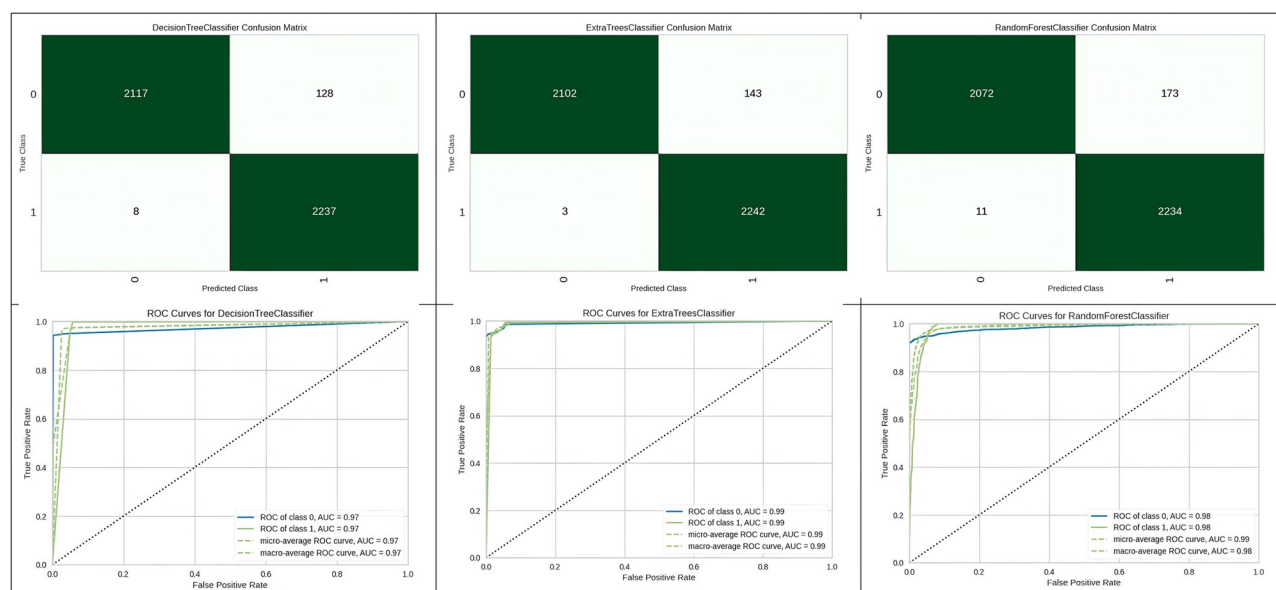 DecisionTreeClassifier Confusion Matrix
0
2117
128
True Class
1
8
2237
0
1
Predicted Class
ExtraTreesClassifier Confusion Matrix
0
2102
143
True Class
1
3
2242
0
1
Predicted Class
RandomForestClassifier Confusion Matrix
0
2072
173
True Class
1
11
2234
0
1
Predicted Class
ROC Curves for DecisionTreeClassifier
1.0
0.8
0.6
0.4
0.2
0.0
True Positive Rate
ROC of class 0, AUC = 0.97
ROC of class 1, AUC = 0.97
micro-average ROC curve, AUC = 0.97
macro-average ROC curve, AUC = 0.97
0.0 0.2 0.4 0.6 0.8 1.0
False Positive Rate
ROC Curves for ExtraTreesClassifier
1.0
0.8
0.6
0.4
0.2
0.0
True Positive Rate
ROC of class 0, AUC = 0.99
ROC of class 1, AUC = 0.99
micro-average ROC curve, AUC = 0.99
macro-average ROC curve, AUC = 0.99
0.0 0.2 0.4 0.6 0.8 1.0
False Positive Rate
ROC Curves for RandomForestClassifier
1.0
0.8
0.6
0.4
0.2
0.0
True Positive Rate
ROC of class 0, AUC = 0.98
ROC of class 1, AUC = 0.98
micro-average ROC curve, AUC = 0.99
macro-average ROC curve, AUC = 0.98
0.0 0.2 0.4 0.6 0.8 1.0
False Positive Rate